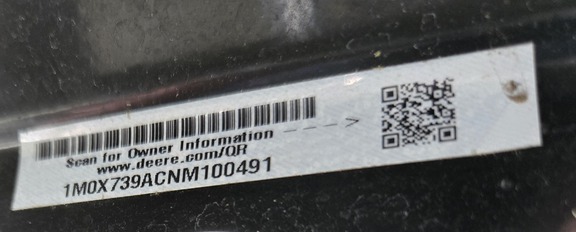 Scan for Owner Information
www.deere.com/QR
1M0X739ACNM100491